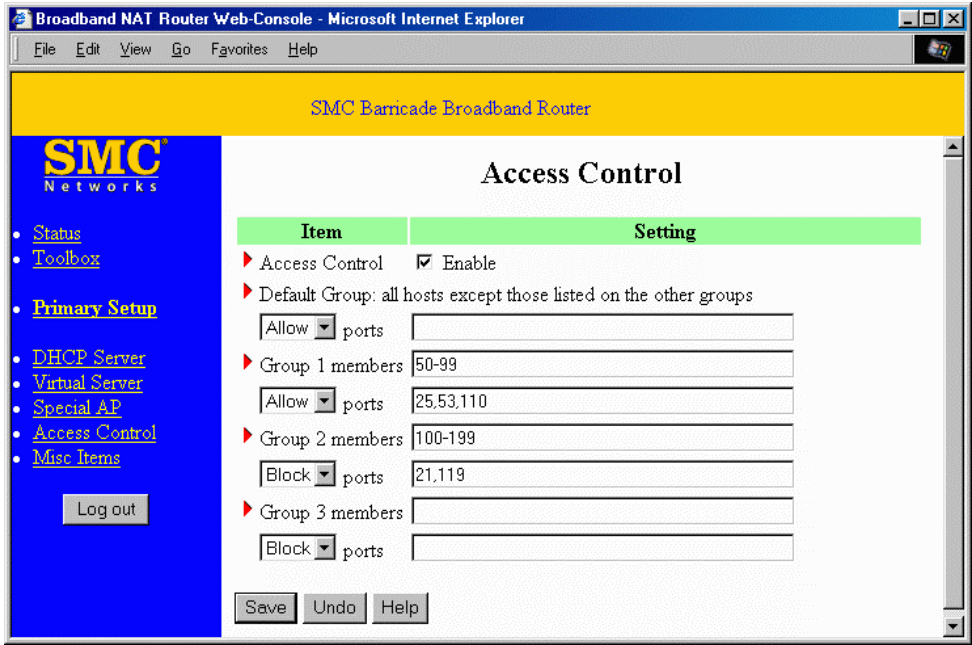 Broadband NAT Router Web-Console - Microsoft Internet Explorer
File Edit View Go Favorites Help
SMC Barricade Broadband Router
SMC®
Networks
Status
Toolbox
Primary Setup
DHCP Server
Virtual Server
Special AP
Access Control
Misc Items
Log out
Access Control
Item Setting
Access Control Enable
Default Group: all hosts except those listed on the other groups
Allow ports
Group 1 members 50-99
Allow ports 25,53,110
Group 2 members 100-199
Block ports 21,119
Group 3 members
Block ports
Save Undo Help